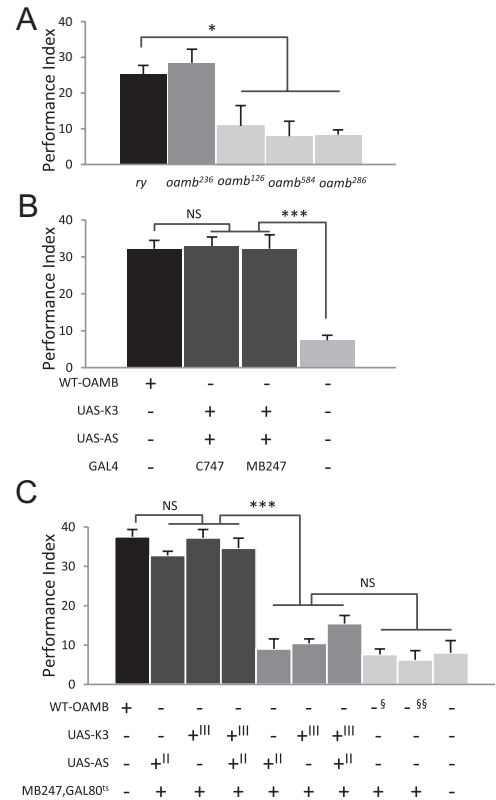 A
Performance Index
40
30
20
10
0
*
ry oamb236 oamb126 oamb584 oamb286
B
Performance Index
40
30
20
10
0
NS ***
WT-OAMB + - - -
UAS-K3 - + + -
UAS-AS - + + -
GAL4 - C747 MB247 -
C
Performance Index
40
30
20
10
0
NS ***
NS
WT-OAMB + - - - - - - -§ -§§ -
UAS-K3 - - +III +III - +III +III - - -
UAS-AS - +II - +II +II - +II - - -
MB247,GAL80ts - + + + + + + + + -